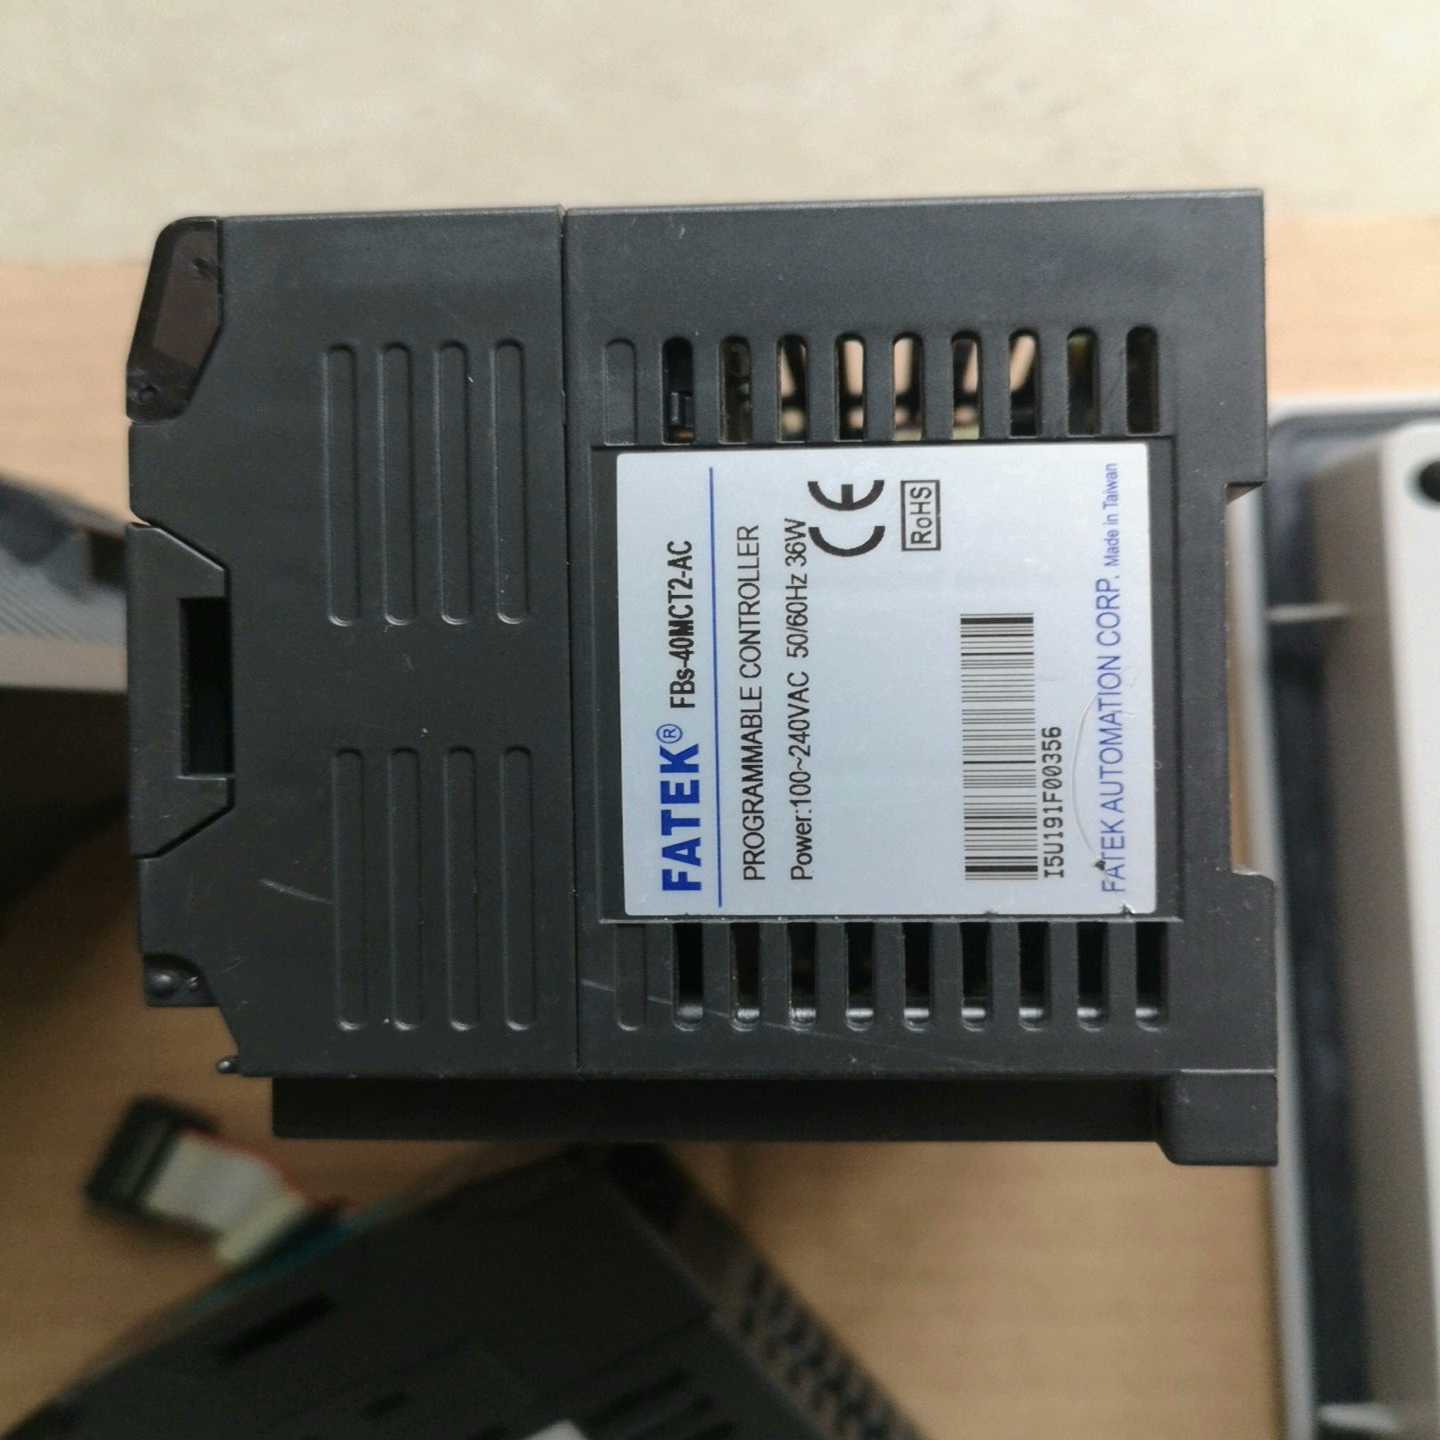 FATEK® FBs-40MCT2-AC
PROGRAMMABLE CONTROLLER
Power:100~240VAC 50/60Hz 36W
CE
RoHS
I5U191F00356
FATEK AUTOMATION CORP. Made in Taiwan